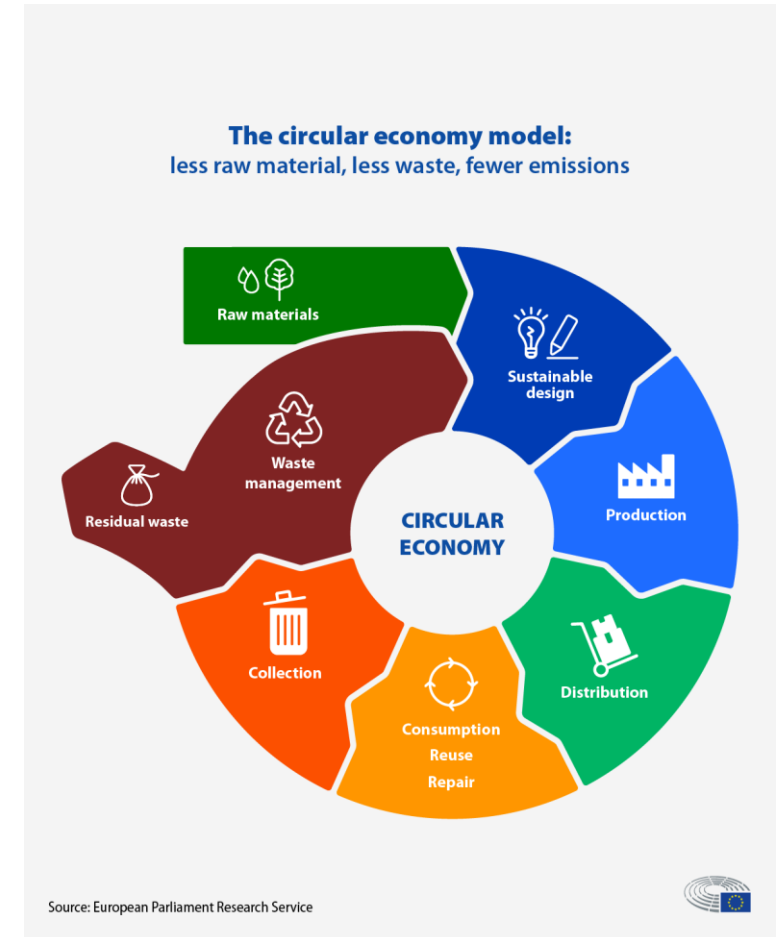 The circular economy model:
less raw material, less waste, fewer emissions
Raw materials
Sustainable
design
Waste
management
Residual waste
CIRCULAR
ECONOMY
Production
Collection
Distribution
Consumption
Reuse
Repair
Source: European Parliament Research Service